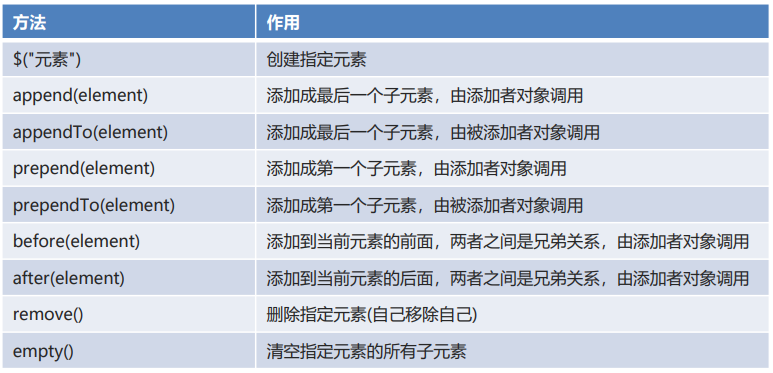 方法 作用
$("元素") 创建指定元素
append(element) 添加成最后一个子元素，由添加者对象调用
appendTo(element) 添加成最后一个子元素，由被添加者对象调用
prepend(element) 添加成第一个子元素，由添加者对象调用
prependTo(element) 添加成第一个子元素，由被添加者对象调用
before(element) 添加到当前元素的前面，两者之间是兄弟关系，由添加者对象调用
after(element) 添加到当前元素的后面，两者之间是兄弟关系，由添加者对象调用
remove() 删除指定元素(自己移除自己)
empty() 清空指定元素的所有子元素